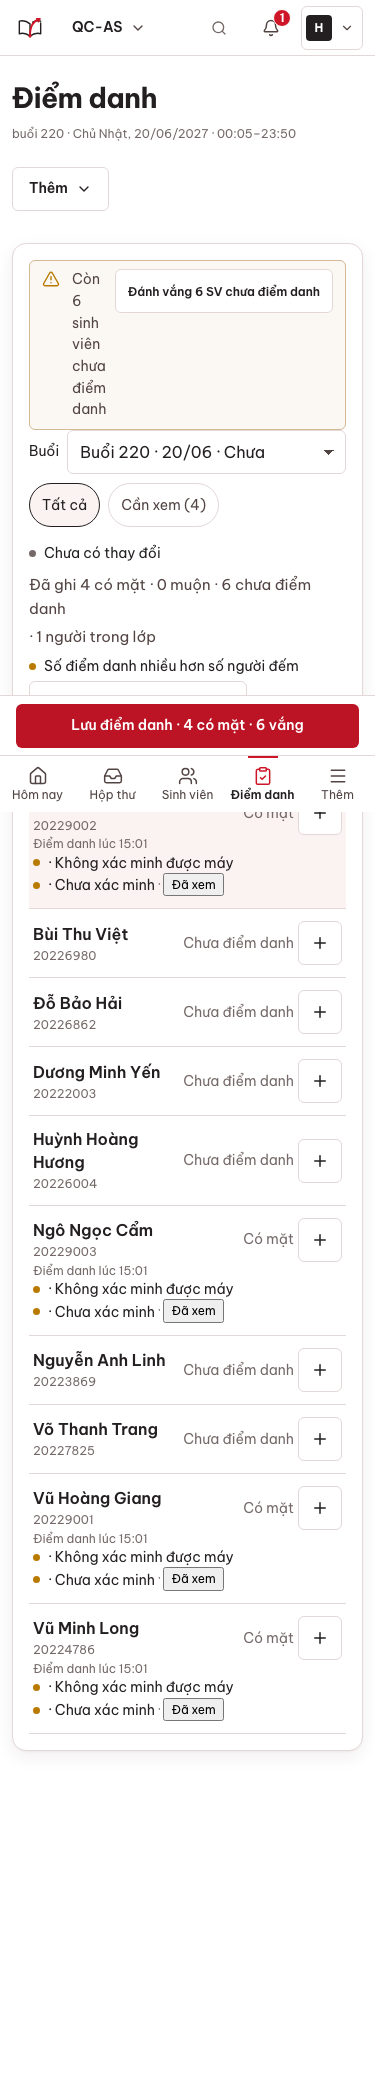 QC-AS
1
H
Điểm danh
buổi 220 · Chủ Nhật, 20/06/2027 · 00:05–23:50
Thêm
Còn
6
sinh
viên
chưa
điểm
danh
Đánh vắng 6 SV chưa điểm danh
Buổi
Buổi 220 · 20/06 · Chưa
Tất cả
Cần xem (4)
Chưa có thay đổi
Đã ghi 4 có mặt · 0 muộn · 6 chưa điểm
danh
· 1 người trong lớp
Số điểm danh nhiều hơn số người đếm
Lưu điểm danh · 4 có mặt · 6 vắng
Hôm nay
Hộp thư
Sinh viên
Điểm danh
Thêm
Có mặt
20229002
Điểm danh lúc 15:01
· Không xác minh được máy
· Chưa xác minh ·
Đã xem
Bùi Thu Việt
20226980
Chưa điểm danh
Đỗ Bảo Hải
20226862
Chưa điểm danh
Dương Minh Yến
20222003
Chưa điểm danh
Huỳnh Hoàng
Hương
20226004
Chưa điểm danh
Ngô Ngọc Cẩm
20229003
Điểm danh lúc 15:01
Có mặt
· Không xác minh được máy
· Chưa xác minh ·
Đã xem
Nguyễn Anh Linh
20223869
Chưa điểm danh
Võ Thanh Trang
20227825
Chưa điểm danh
Vũ Hoàng Giang
20229001
Điểm danh lúc 15:01
Có mặt
· Không xác minh được máy
· Chưa xác minh ·
Đã xem
Vũ Minh Long
20224786
Điểm danh lúc 15:01
Có mặt
· Không xác minh được máy
· Chưa xác minh ·
Đã xem